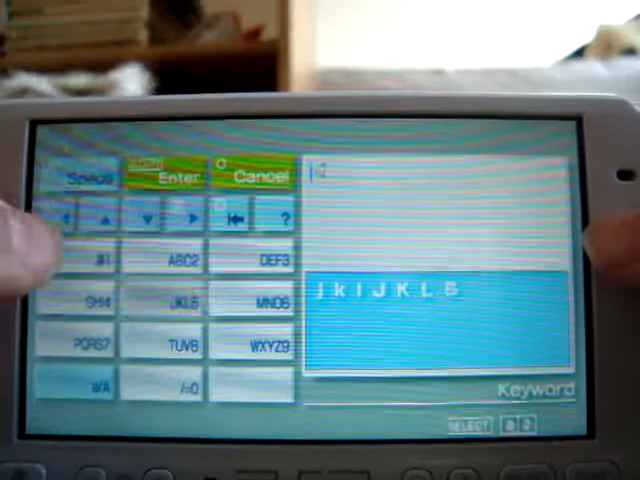 Space Enter Cancel
?
.@1 ABC2 DEF3
GHI4 JKL5 MNO6
PQRS7 TUV8 WXYZ9
a/A /=0
j k l J K L 5
Keyword
SELECT